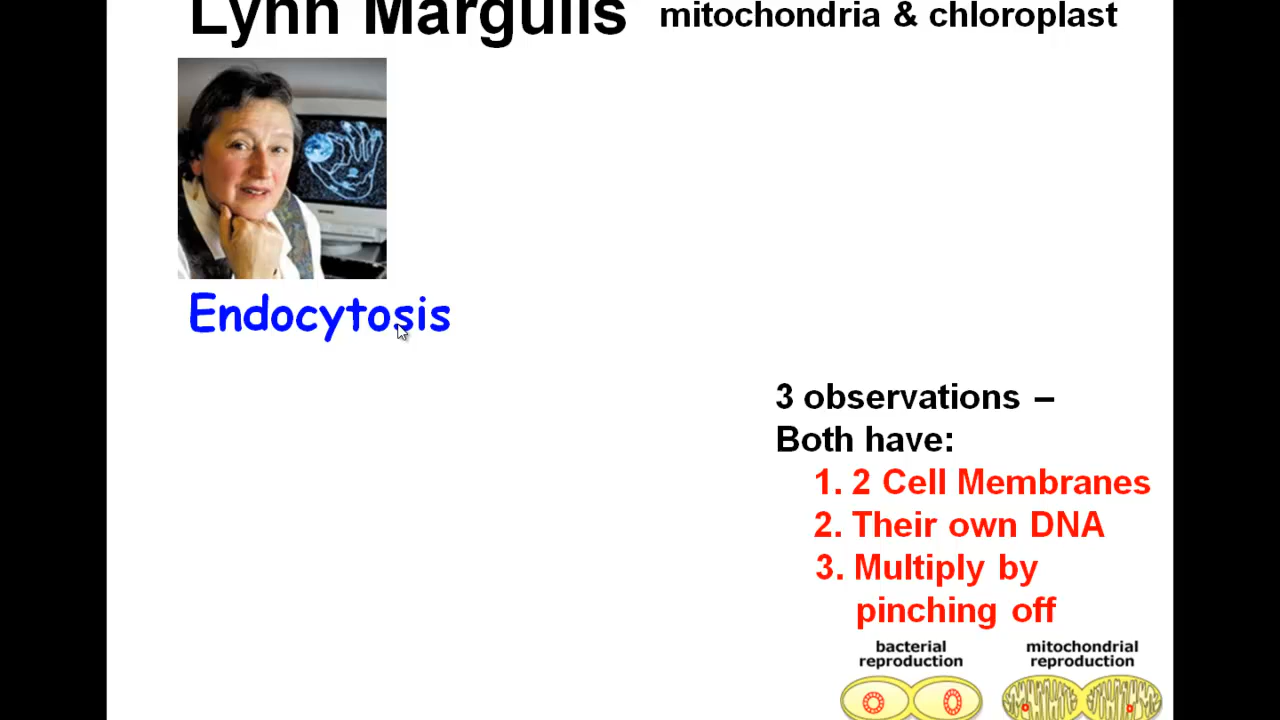 Lynn Margulis
mitochondria & chloroplast
Endocytosis
3 observations –
Both have:
1. 2 Cell Membranes
2. Their own DNA
3. Multiply by
pinching off
bacterial
reproduction
mitochondrial
reproduction